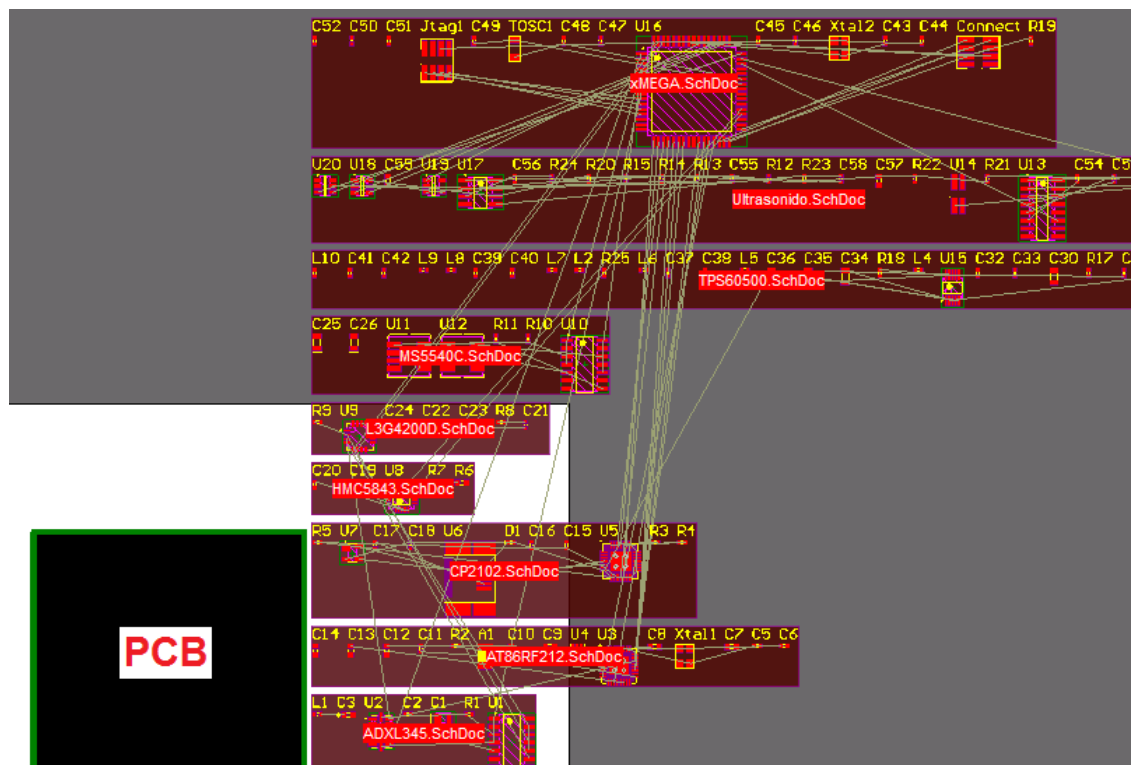 C52 C50 C51 Jtag1 C49 TOSC1 C48 C47 U16 C45 C46 Xtal2 C43 C44 Connect R19
xMEGA.SchDoc
U20 U18 C59 U19 U17 C56 R24 R20 R15 R14 R13 C55 R12 R23 C58 C57 R22 U14 R21 U13 C54
Ultrasonido.SchDoc
L10 C41 C42 L9 L8 C39 C40 L7 L2 R25 L6 C37 C38 L5 C36 C35 C34 R18 L4 U15 C32 C33 C30 R17
TPS60500.SchDoc
C25 C26 U11 U12 R11 R10 U10
MS5540C.SchDoc
R9 U9 C24 C22 C23 R8 C21
L3G4200D.SchDoc
C20 C19 U8 R7 R6
HMC5843.SchDoc
R5 U7 C17 C18 U6 D1 C16 C15 U5 R3 R4
CP2102.SchDoc
C14 C13 C12 C11 R2 A1 C10 C9 U4 U3 C8 Xtal1 C7 C5 C6
PCB
AT86RF212.SchDoc
L1 C3 U2 C2 C1 R1 U1
ADXL345.SchDoc